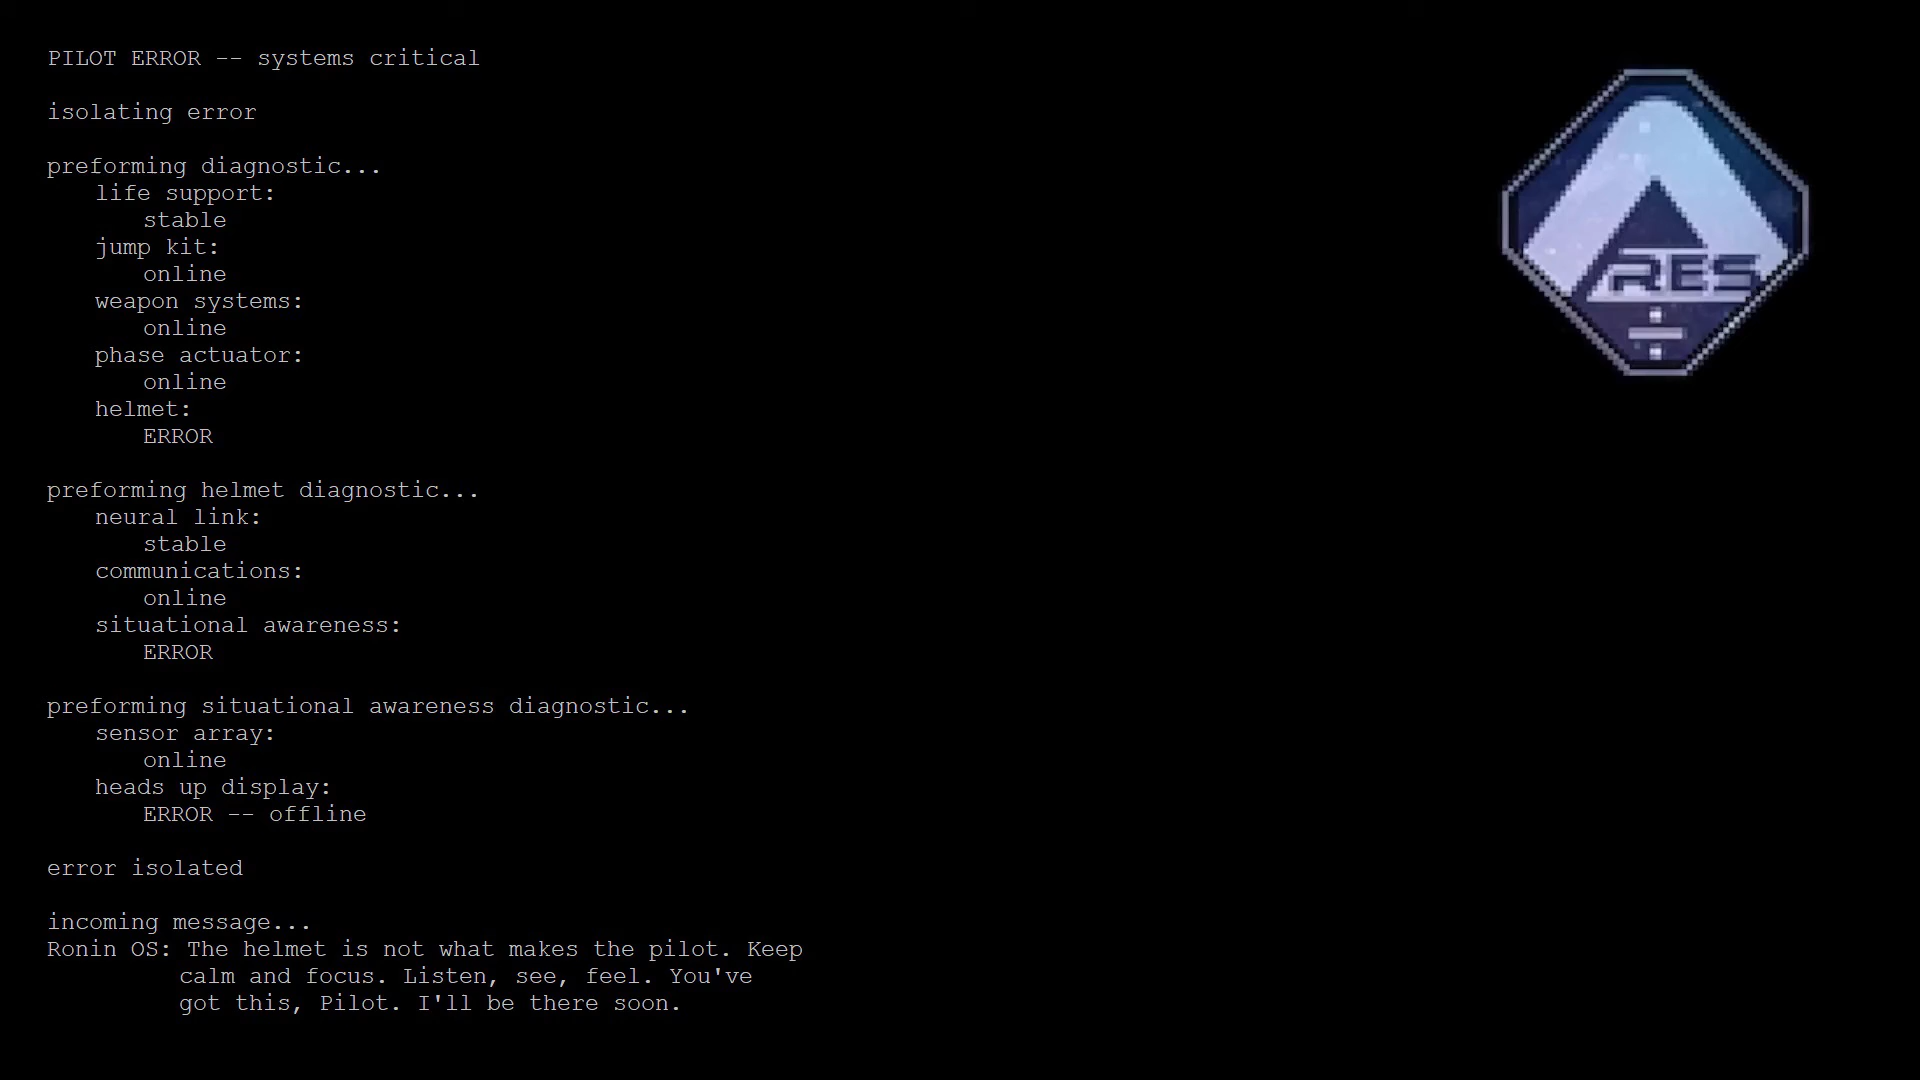 PILOT ERROR -- systems critical
isolating error
preforming diagnostic...
life support:
stable
jump kit:
online
weapon systems:
online
phase actuator:
online
helmet:
ERROR
preforming helmet diagnostic...
neural link:
stable
communications:
online
situational awareness:
ERROR
preforming situational awareness diagnostic...
sensor array:
online
heads up display:
ERROR -- offline
error isolated
incoming message...
Ronin OS: The helmet is not what makes the pilot. Keep
calm and focus. Listen, see, feel. You've
got this, Pilot. I'll be there soon.
ARES